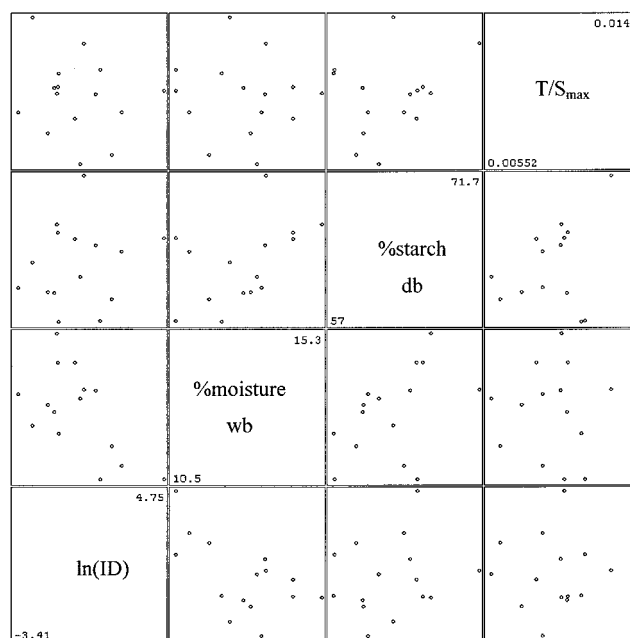 0.014
T/Smax
0.00552
71.7
%starch
db
57
15.3
%moisture
wb
10.5
4.75
ln(ID)
-3.41